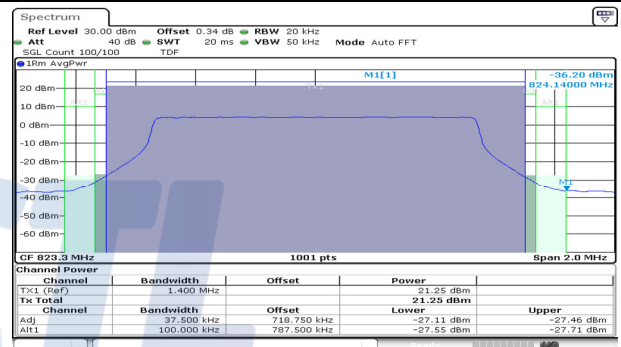 Spectrum
Ref Level 30.00 dBm Offset 0.34 dB RBW 20 kHz
Att 40 dB SWT 20 ms VBW 50 kHz Mode Auto FFT
SGL Count 100/100 TDF
1Rm AvgPwr
M1[1] -36.20 dBm
824.14000 MHz
20 dBm
10 dBm
0 dBm
-10 dBm
-20 dBm
-30 dBm
M1
-40 dBm
-50 dBm
-60 dBm
CF 823.3 MHz 1001 pts Span 2.0 MHz
Channel Power
Channel Bandwidth Offset Power
TX1 (Ref) 1.400 MHz 21.25 dBm
Tx Total 21.25 dBm
Channel Bandwidth Offset Lower Upper
Adj 37.500 kHz 718.750 kHz -27.11 dBm -27.46 dBm
Alt1 100.000 kHz 787.500 kHz -27.55 dBm -27.71 dBm